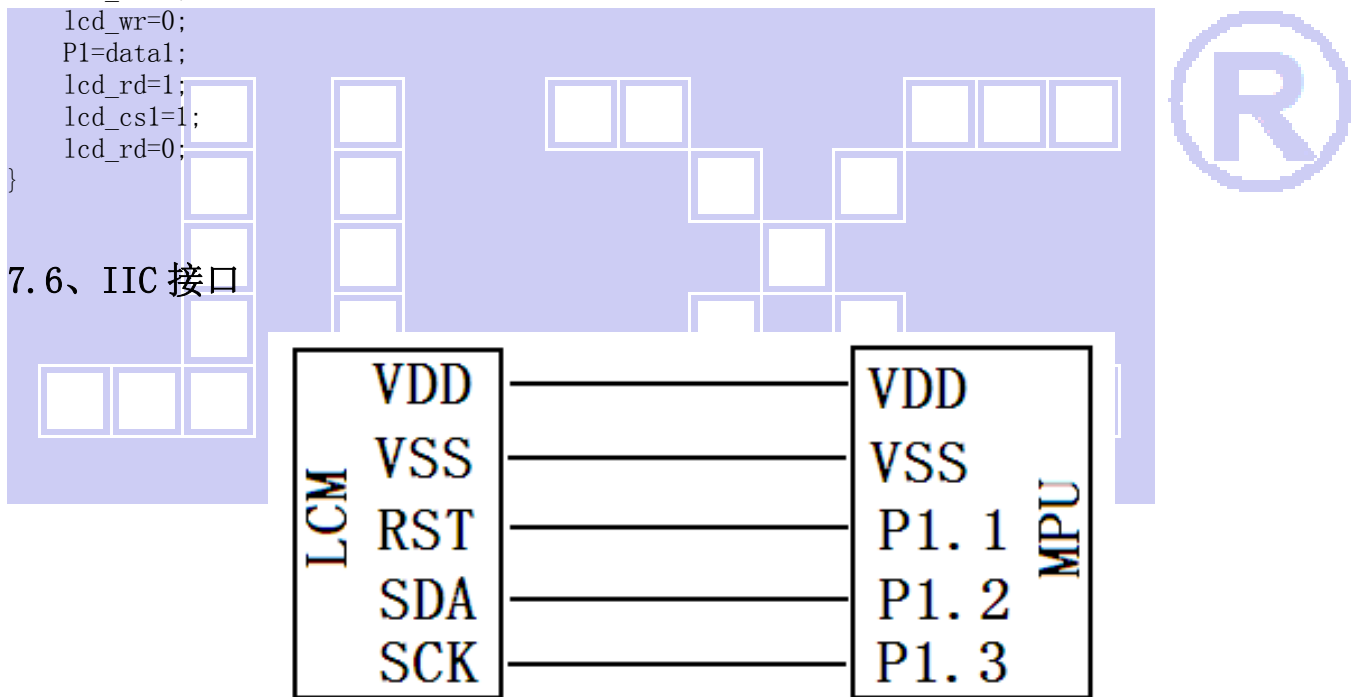 lcd_wr=0;
P1=data1;
lcd_rd=1;
lcd_cs1=1;
lcd_rd=0;
}
R
7.6、IIC 接口
VDD VDD
VSS VSS
RST P1.1
SDA P1.2
SCK P1.3
LCM
MPU